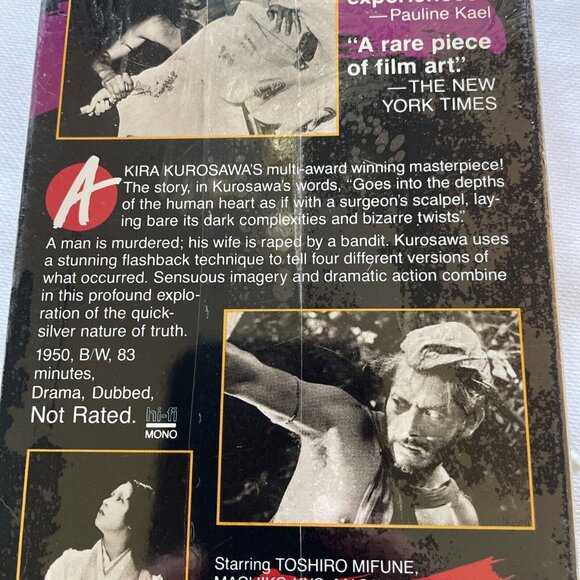 experiences
—Pauline Kael
"A rare piece
of film art."
—THE NEW
YORK TIMES
AKIRA KUROSAWA'S multi-award winning masterpiece!
The story, in Kurosawa's words, "Goes into the depths
of the human heart as if with a surgeon's scalpel, lay-
ing bare its dark complexities and bizarre twists."
A man is murdered; his wife is raped by a bandit. Kurosawa uses
a stunning flashback technique to tell four different versions of
what occurred. Sensuous imagery and dramatic action combine
in this profound explo-
ration of the quick-
silver nature of truth.
1950, B/W, 83
minutes,
Drama, Dubbed,
Not Rated. hi-fi
MONO
Starring TOSHIRO MIFUNE,
MACHIKO KYO